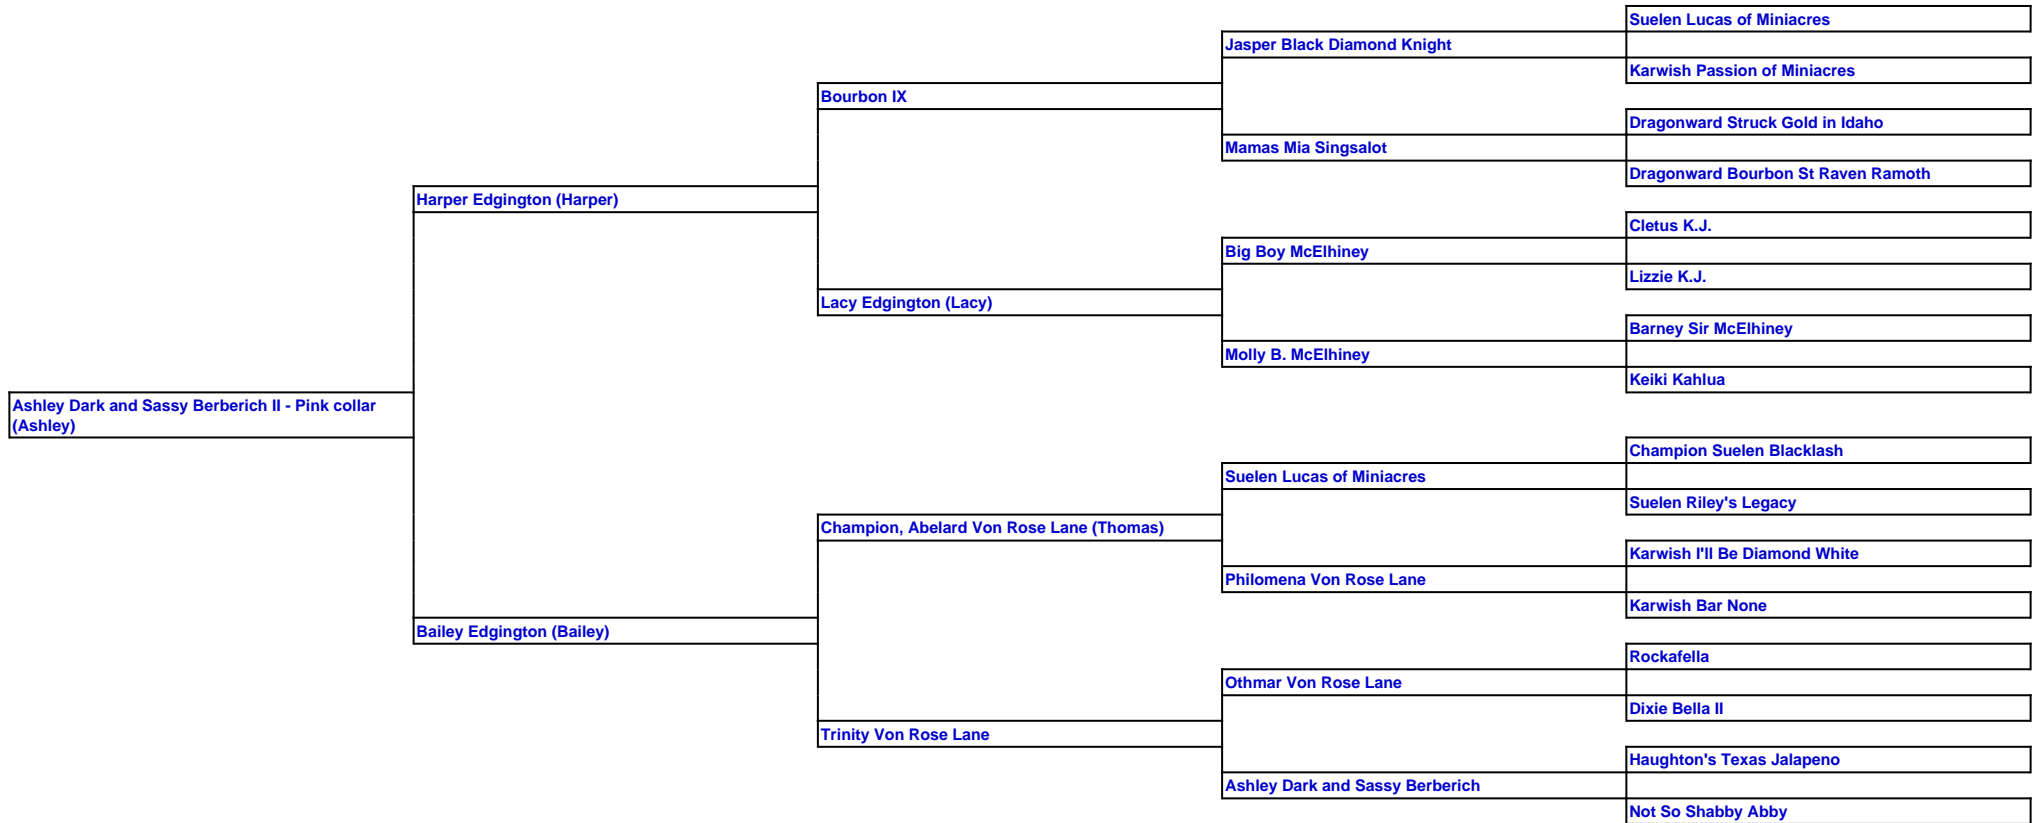 Suelen Lucas of Miniacres
Jasper Black Diamond Knight
Karwish Passion of Miniacres
Bourbon IX
Dragonward Struck Gold in Idaho
Mamas Mia Singsalot
Dragonward Bourbon St Raven Ramoth
Harper Edgington (Harper)
Cletus K.J.
Big Boy McElhiney
Lizzie K.J.
Lacy Edgington (Lacy)
Barney Sir McElhiney
Molly B. McElhiney
Keiki Kahlua
Ashley Dark and Sassy Berberich II - Pink collar
(Ashley)
Champion Suelen Blacklash
Suelen Lucas of Miniacres
Suelen Riley's Legacy
Champion, Abelard Von Rose Lane (Thomas)
Karwish I'll Be Diamond White
Philomena Von Rose Lane
Karwish Bar None
Bailey Edgington (Bailey)
Rockafella
Othmar Von Rose Lane
Dixie Bella II
Trinity Von Rose Lane
Haughton's Texas Jalapeno
Ashley Dark and Sassy Berberich
Not So Shabby Abby